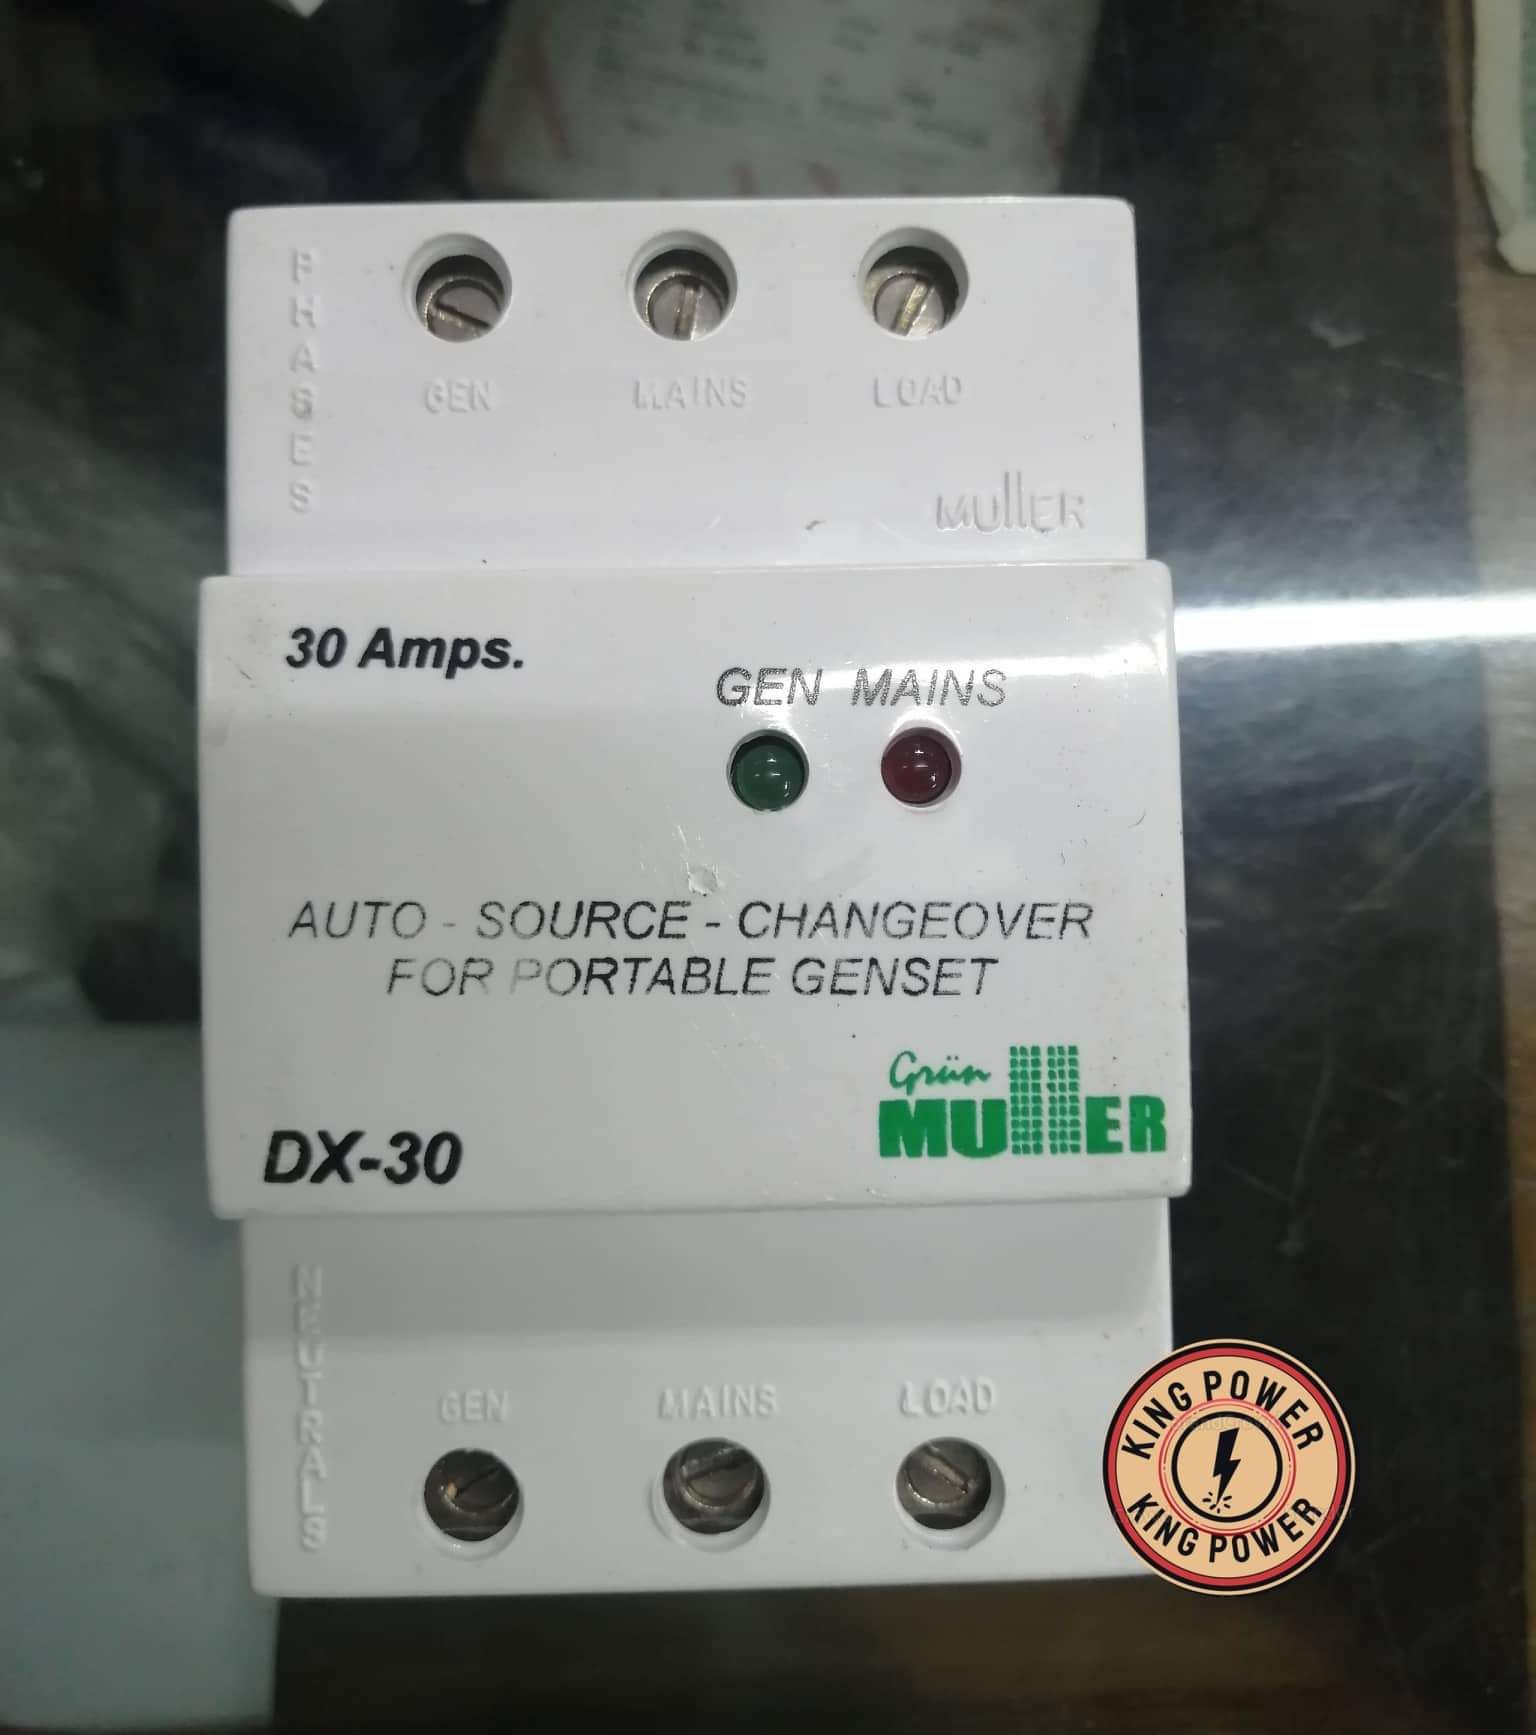 PHASES
GEN MAINS LOAD
MULLER
30 Amps.
GEN MAINS
AUTO - SOURCE - CHANGEOVER
FOR PORTABLE GENSET
Grün
MULLER
DX-30
NEUTRALS
GEN MAINS LOAD
KING POWER
KING POWER